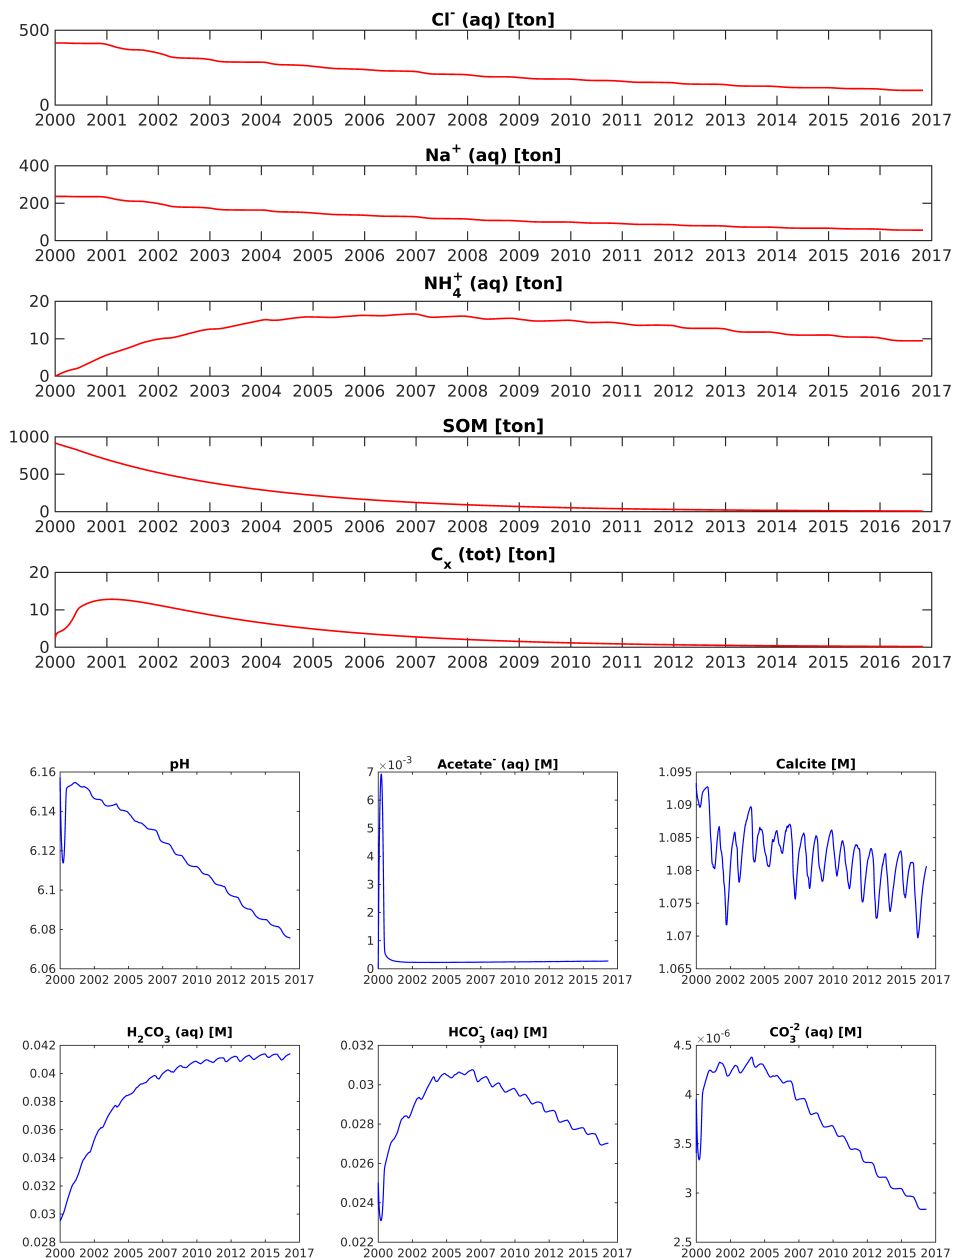 Cl⁻ (aq) [ton]
500
0
2000 2001 2002 2003 2004 2005 2006 2007 2008 2009 2010 2011 2012 2013 2014 2015 2016 2017
Na⁺ (aq) [ton]
400
200
0
2000 2001 2002 2003 2004 2005 2006 2007 2008 2009 2010 2011 2012 2013 2014 2015 2016 2017
NH₄⁺ (aq) [ton]
20
10
0
2000 2001 2002 2003 2004 2005 2006 2007 2008 2009 2010 2011 2012 2013 2014 2015 2016 2017
SOM [ton]
1000
500
0
2000 2001 2002 2003 2004 2005 2006 2007 2008 2009 2010 2011 2012 2013 2014 2015 2016 2017
Cₓ (tot) [ton]
20
10
0
2000 2001 2002 2003 2004 2005 2006 2007 2008 2009 2010 2011 2012 2013 2014 2015 2016 2017
pH
6.16
6.14
6.12
6.1
6.08
6.06
2000 2002 2005 2007 2010 2012 2015 2017
Acetate⁻ (aq) [M]
×10⁻³
7
6
5
4
3
2
1
0
2000 2002 2005 2007 2010 2012 2015 2017
Calcite [M]
1.095
1.09
1.085
1.08
1.075
1.07
1.065
2000 2002 2005 2007 2010 2012 2015 2017
H₂CO₃ (aq) [M]
0.042
0.04
0.038
0.036
0.034
0.032
0.03
0.028
2000 2002 2005 2007 2010 2012 2015 2017
HCO₃⁻ (aq) [M]
0.032
0.03
0.028
0.026
0.024
0.022
2000 2002 2005 2007 2010 2012 2015 2017
CO₃⁻² (aq) [M]
×10⁻⁶
4.5
4
3.5
3
2.5
2000 2002 2005 2007 2010 2012 2015 2017